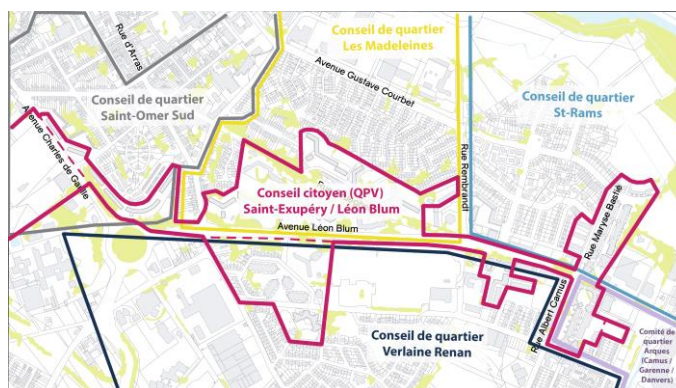 Rue d'Arras
Conseil de quartier
Les Madeleines
Avenue Gustave Courbet
Conseil de quartier
Saint-Omer Sud
Conseil de quartier
St-Rams
Avenue Charles de Gaulle
Rue Rembrandt
Conseil citoyen (QPV)
Saint-Exupéry / Léon Blum
Avenue Léon Blum
Rue Maryse Bastié
Rue Albert Camus
Conseil de quartier
Verlaine Renan
Comité de
quartier
Arques
(Camus /
Garenne /
Danvers)